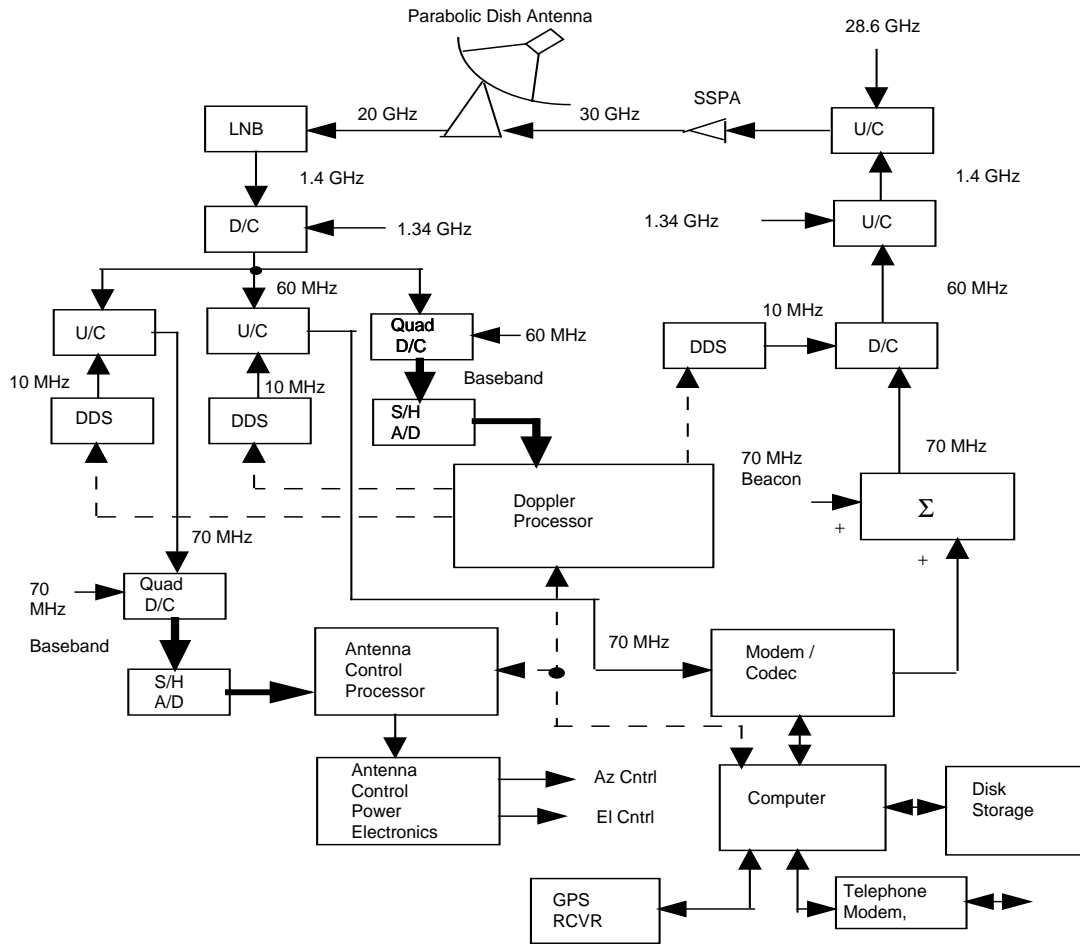 Parabolic Dish Antenna
28.6 GHz
SSPA
20 GHz
30 GHz
LNB
U/C
1.4 GHz
1.4 GHz
D/C
1.34 GHz
1.34 GHz
U/C
60 MHz
60 MHz
10 MHz
U/C
U/C
Quad
D/C
60 MHz
DDS
D/C
10 MHz
10 MHz
Baseband
DDS
DDS
S/H
A/D
70 MHz
Beacon
70 MHz
Doppler
Processor
Σ
+
70 MHz
+
70
MHz
Quad
D/C
Baseband
Antenna
Control
Processor
70 MHz
Modem /
Codec
S/H
A/D
Antenna
Control
Power
Electronics
Az Cntrl
El Cntrl
Computer
Disk
Storage
GPS
RCVR
Telephone
Modem,